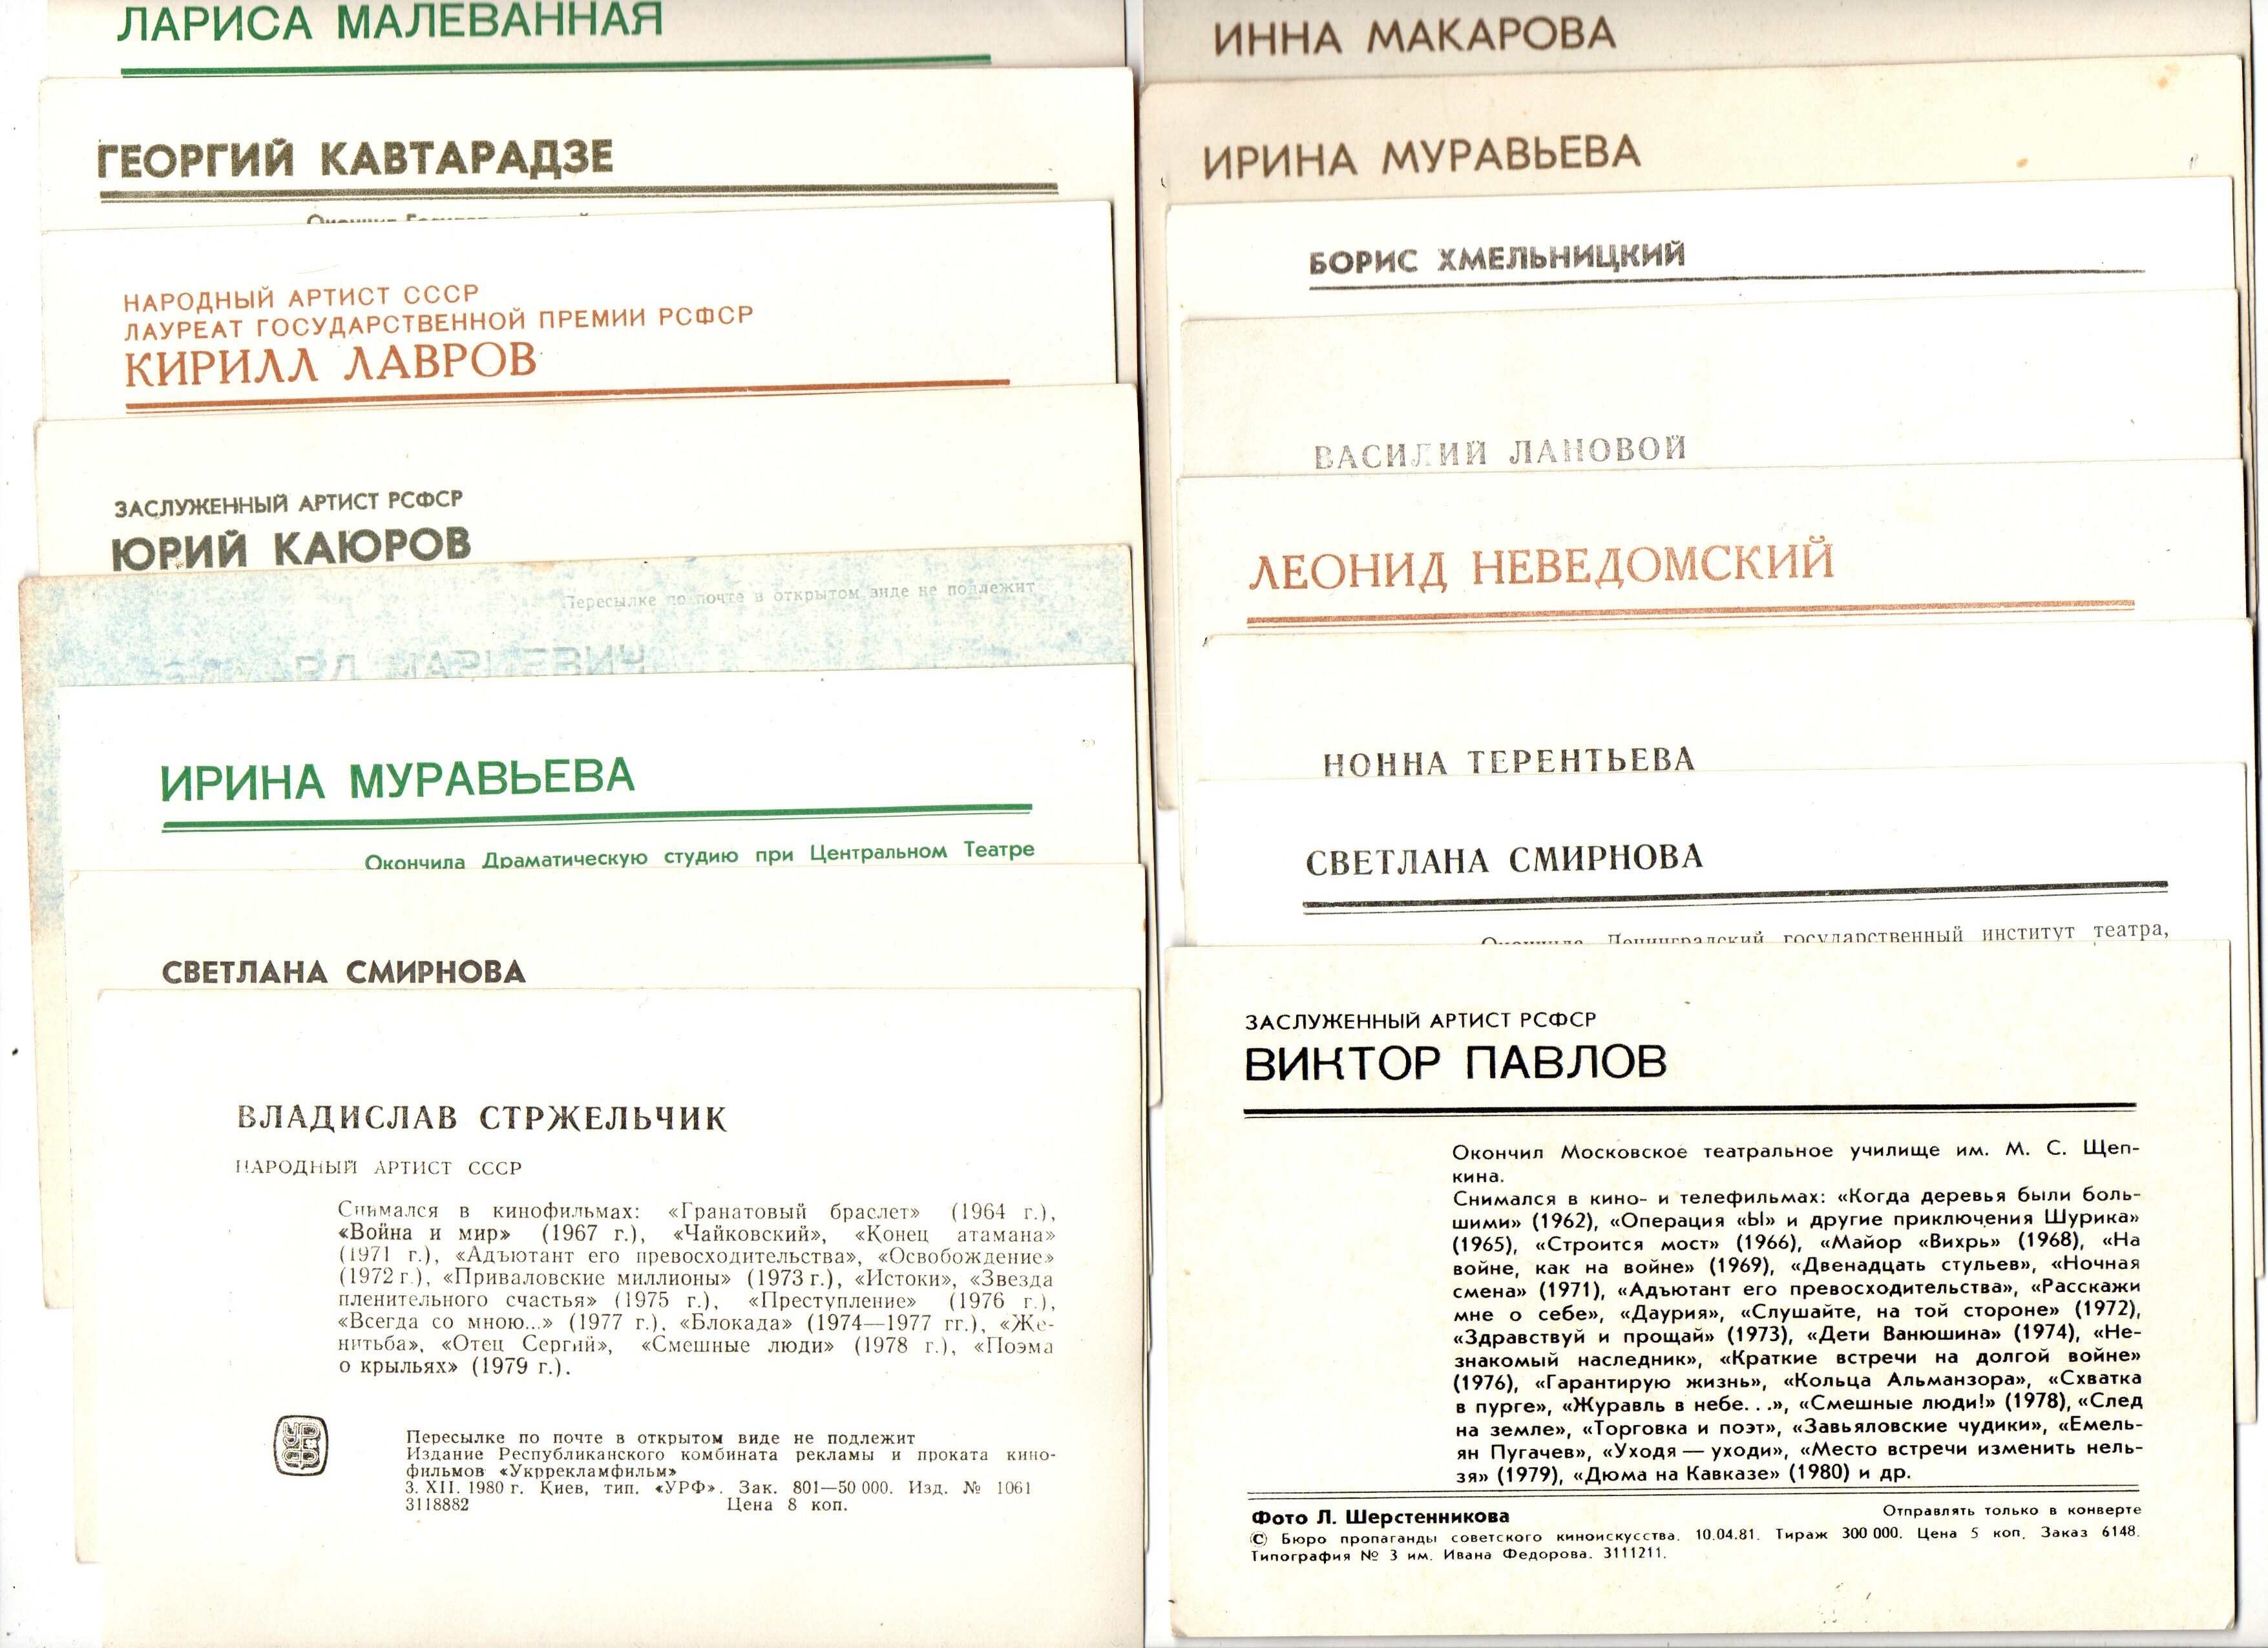 ЛАРИСА МАЛЕВАННАЯ
ГЕОРГИЙ КАВТАРАДЗЕ
Окончил
НАРОДНЫЙ АРТИСТ СССР
ЛАУРЕАТ ГОСУДАРСТВЕННОЙ ПРЕМИИ РСФСР
КИРИЛЛ ЛАВРОВ
ЗАСЛУЖЕННЫЙ АРТИСТ РСФСР
ЮРИЙ КАЮРОВ
Пересылке по почте в открытом виде не подлежит
МАРЦЕВИЧ
ИРИНА МУРАВЬЕВА
Окончила Драматическую студию при Центральном Театре
СВЕТЛАНА СМИРНОВА
ВЛАДИСЛАВ СТРЖЕЛЬЧИК
НАРОДНЫЙ АРТИСТ СССР
Снимался в кинофильмах: «Гранатовый браслет» (1964 г.),
«Война и мир» (1967 г.), «Чайковский», «Конец атамана»
(1971 г.), «Адъютант его превосходительства», «Освобождение»
(1972 г.), «Приваловские миллионы» (1973 г.), «Истоки», «Звезда
пленительного счастья» (1975 г.), «Преступление» (1976 г.),
«Всегда со мною...» (1977 г.), «Блокада» (1974—1977 гг.), «Же-
нитьба», «Отец Сергий», «Смешные люди» (1978 г.), «Поэма
о крыльях» (1979 г.).
Пересылке по почте в открытом виде не подлежит
Издание Республиканского комбината рекламы и проката кино-
фильмов «Укррекламфильм»
3. XII. 1980 г. Киев, тип. «УРФ». Зак. 801—50 000. Изд. № 1061
3118882 Цена 8 коп.
ИННА МАКАРОВА
ИРИНА МУРАВЬЕВА
БОРИС ХМЕЛЬНИЦКИЙ
ВАСИЛИЙ ЛАНОВОЙ
ЛЕОНИД НЕВЕДОМСКИЙ
НОННА ТЕРЕНТЬЕВА
СВЕТЛАНА СМИРНОВА
Окончила Ленинградский государственный институт театра,
ЗАСЛУЖЕННЫЙ АРТИСТ РСФСР
ВИКТОР ПАВЛОВ
Окончил Московское театральное училище им. М. С. Щеп-
кина.
Снимался в кино- и телефильмах: «Когда деревья были боль-
шими» (1962), «Операция «Ы» и другие приключения Шурика»
(1965), «Строится мост» (1966), «Майор «Вихрь» (1968), «На
войне, как на войне» (1969), «Двенадцать стульев», «Ночная
смена» (1971), «Адъютант его превосходительства», «Расскажи
мне о себе», «Даурия», «Слушайте, на той стороне» (1972),
«Здравствуй и прощай» (1973), «Дети Ванюшина» (1974), «Не-
знакомый наследник», «Краткие встречи на долгой войне»
(1976), «Гарантирую жизнь», «Кольца Альманзора», «Схватка
в пурге», «Журавль в небе. . .», «Смешные люди!» (1978), «След
на земле», «Торговка и поэт», «Завьяловские чудики», «Емель-
ян Пугачев», «Уходя — уходи», «Место встречи изменить нель-
зя» (1979), «Дюма на Кавказе» (1980) и др.
Фото Л. Шерстенникова Отправлять только в конверте
© Бюро пропаганды советского киноискусства. 10.04.81. Тираж 300 000. Цена 5 коп. Заказ 6148.
Типография № 3 им. Ивана Федорова. 3111211.